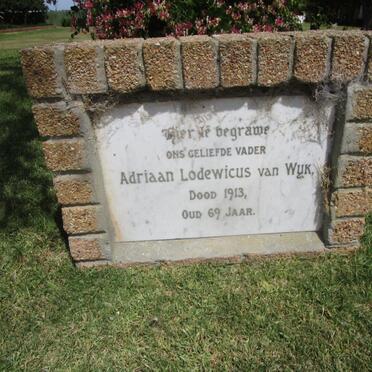 Hier le begrawe
ONS GELIEFDE VADER
Adriaan Lodewicus van Wyk,
Dood 1913,
Oud 69 Jaar.